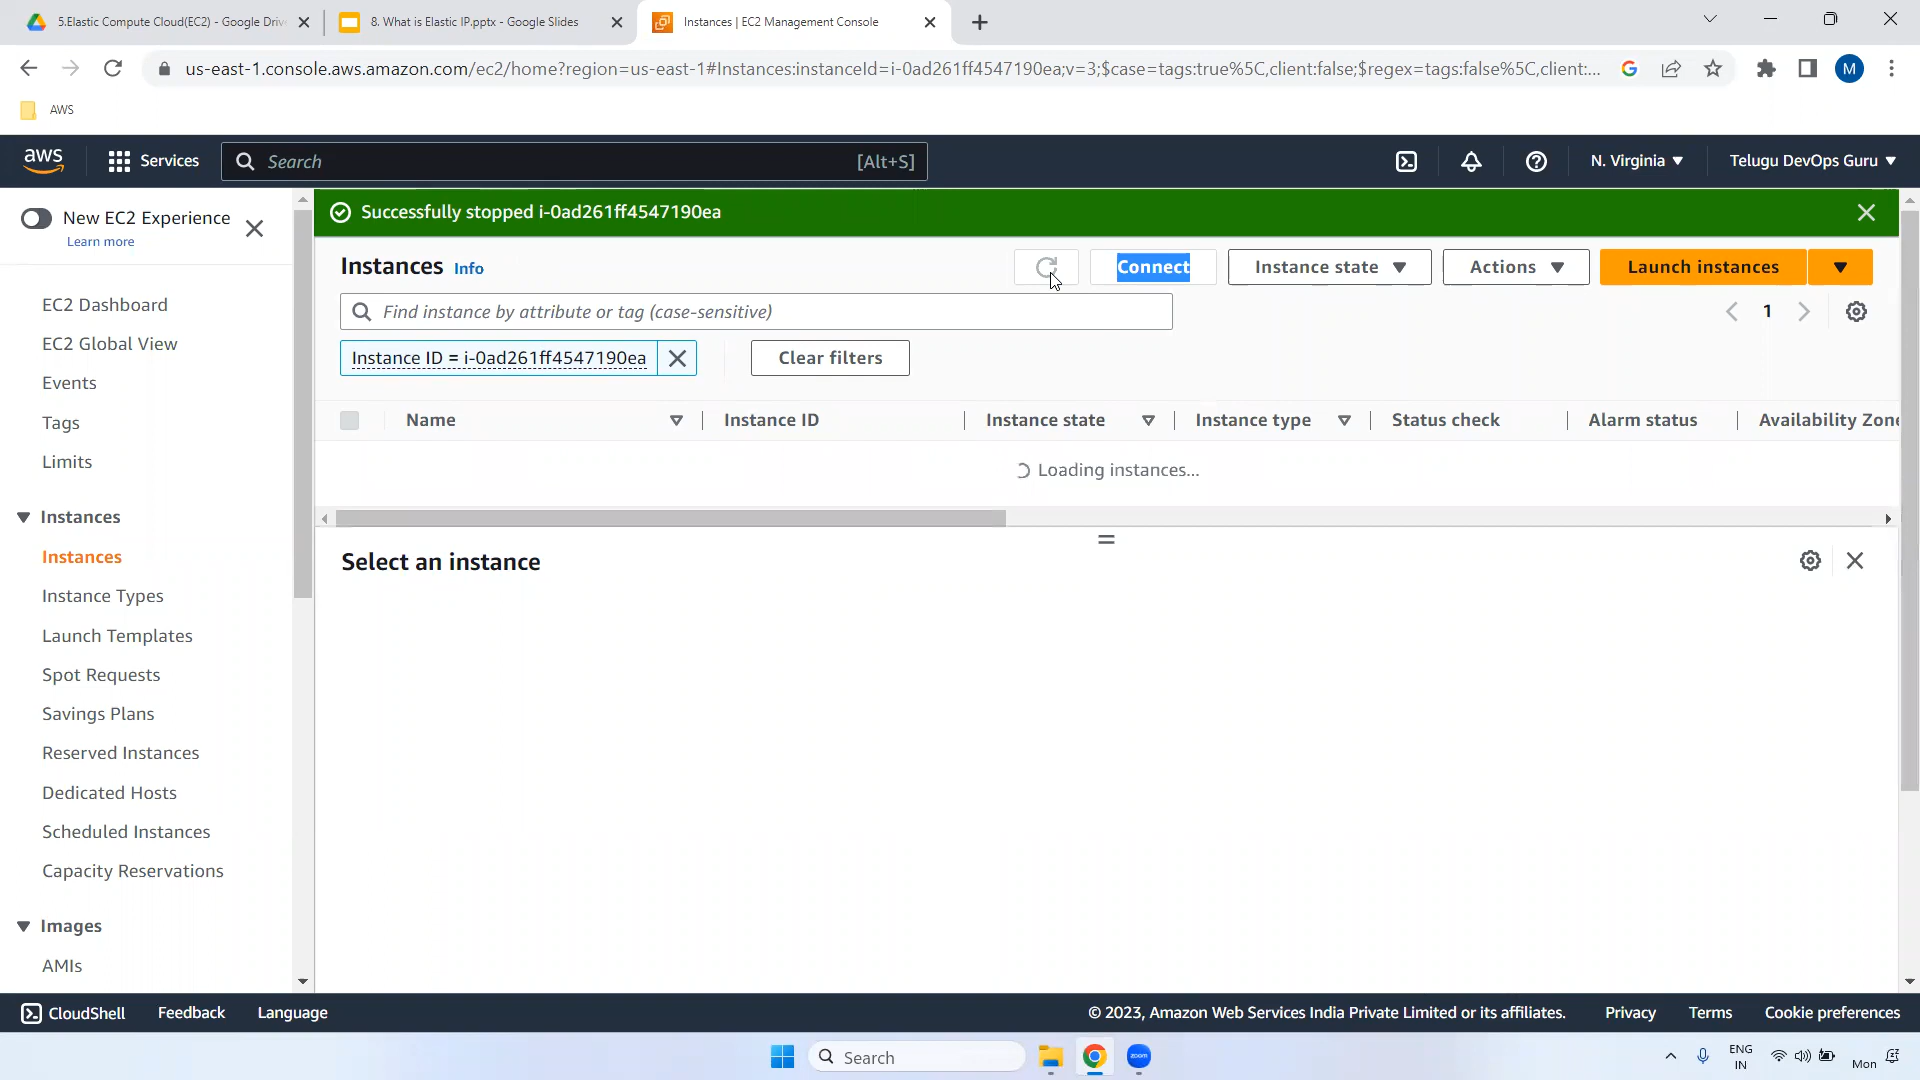 5.Elastic Compute Cloud(EC2) - Google Driv
8. What is Elastic IP.pptx - Google Slides
Instances | EC2 Management Console
us-east-1.console.aws.amazon.com/ec2/home?region=us-east-1#Instances:instanceId=i-0ad261ff4547190ea;v=3;$case=tags:true%5C,client:false;$regex=tags:false%5C,client:...
G
M
AWS
aws
Services
Search
[Alt+S]
N. Virginia
Telugu DevOps Guru
New EC2 Experience
Learn more
EC2 Dashboard
EC2 Global View
Events
Tags
Limits
Instances
Instances
Instance Types
Launch Templates
Spot Requests
Savings Plans
Reserved Instances
Dedicated Hosts
Scheduled Instances
Capacity Reservations
Images
AMIs
Successfully stopped i-0ad261ff4547190ea
Instances Info
Connect
Instance state
Actions
Launch instances
Find instance by attribute or tag (case-sensitive)
1
Instance ID = i-0ad261ff4547190ea
Clear filters
Name
Instance ID
Instance state
Instance type
Status check
Alarm status
Availability Zone
Loading instances...
Select an instance
CloudShell
Feedback
Language
© 2023, Amazon Web Services India Private Limited or its affiliates.
Privacy
Terms
Cookie preferences
Search
zoom
ENG
IN
Mon